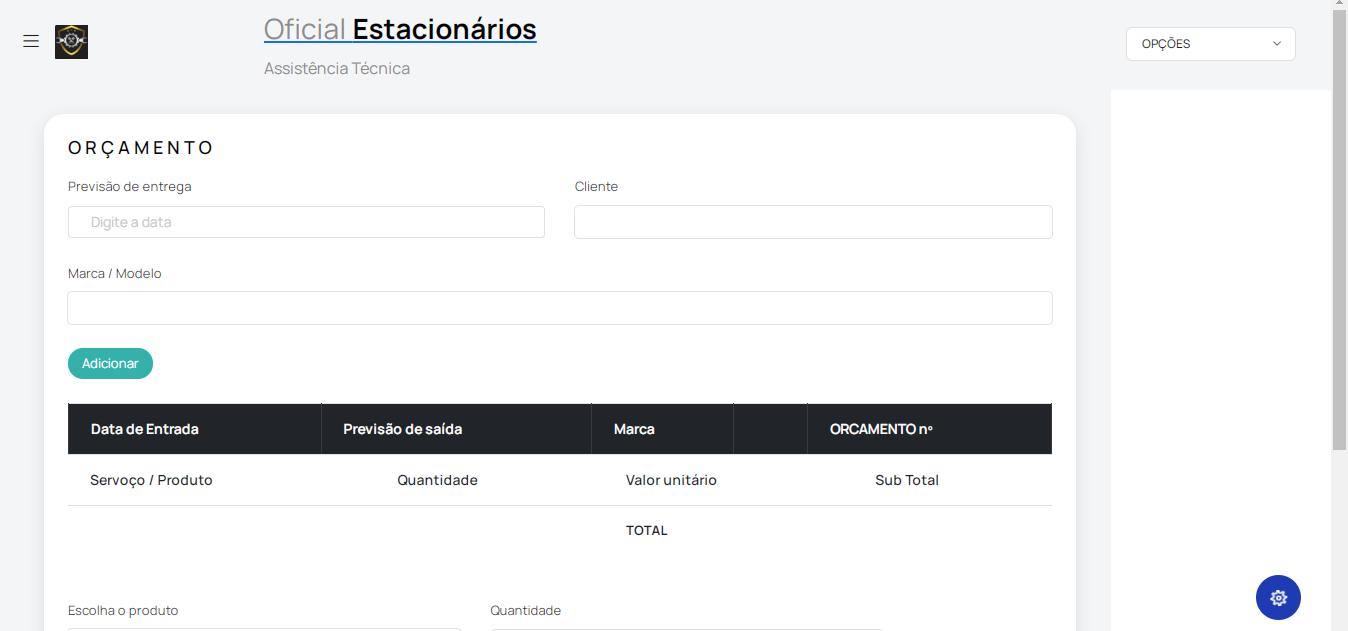 Oficial Estacionários
Assistência Técnica
OPÇÕES
ORÇAMENTO
Previsão de entrega
Cliente
Digite a data
Marca / Modelo
Adicionar
Data de Entrada Previsão de saída Marca ORCAMENTO nº
Servoço / Produto Quantidade Valor unitário Sub Total
TOTAL
Escolha o produto
Quantidade